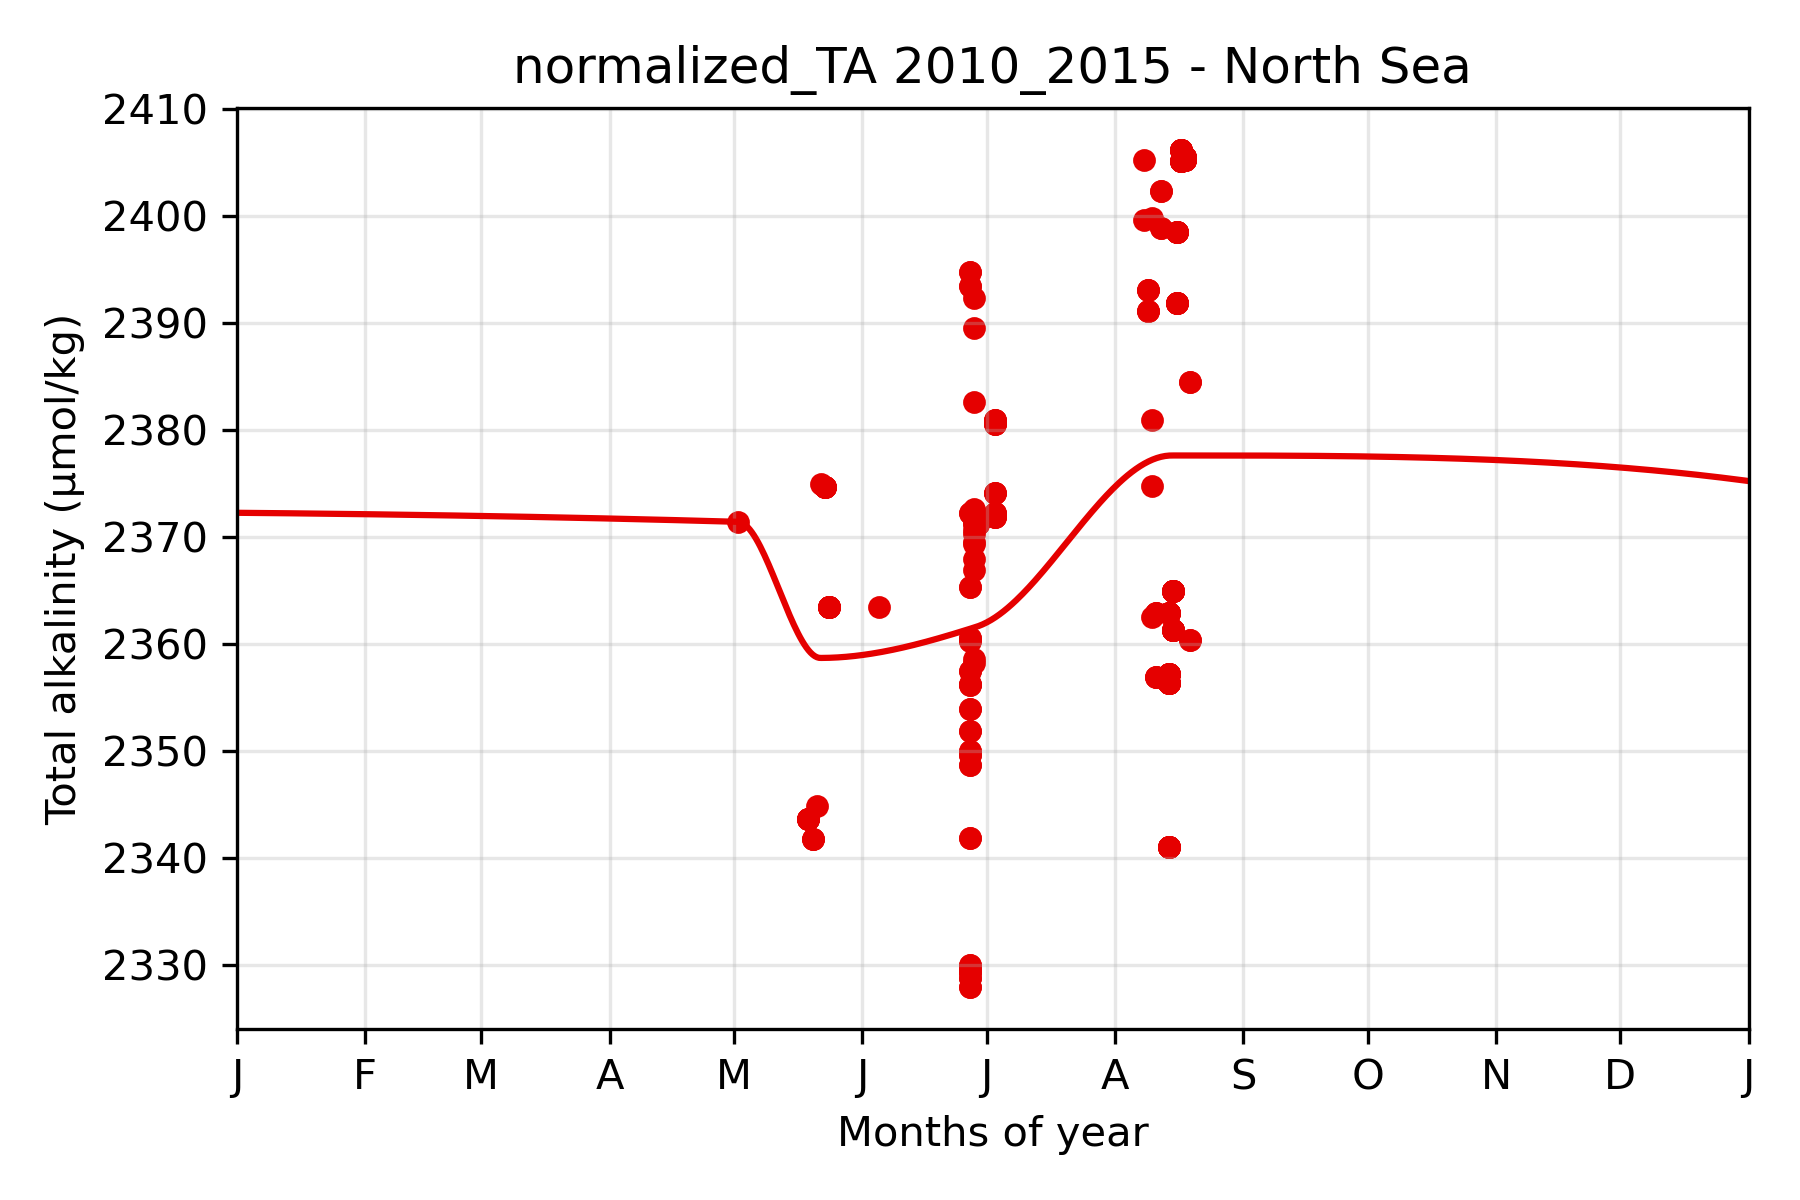 normalized_TA 2010_2015 - North Sea
Total alkalinity (µmol/kg)
2410
2400
2390
2380
2370
2360
2350
2340
2330
J F M A M J J A S O N D J
Months of year